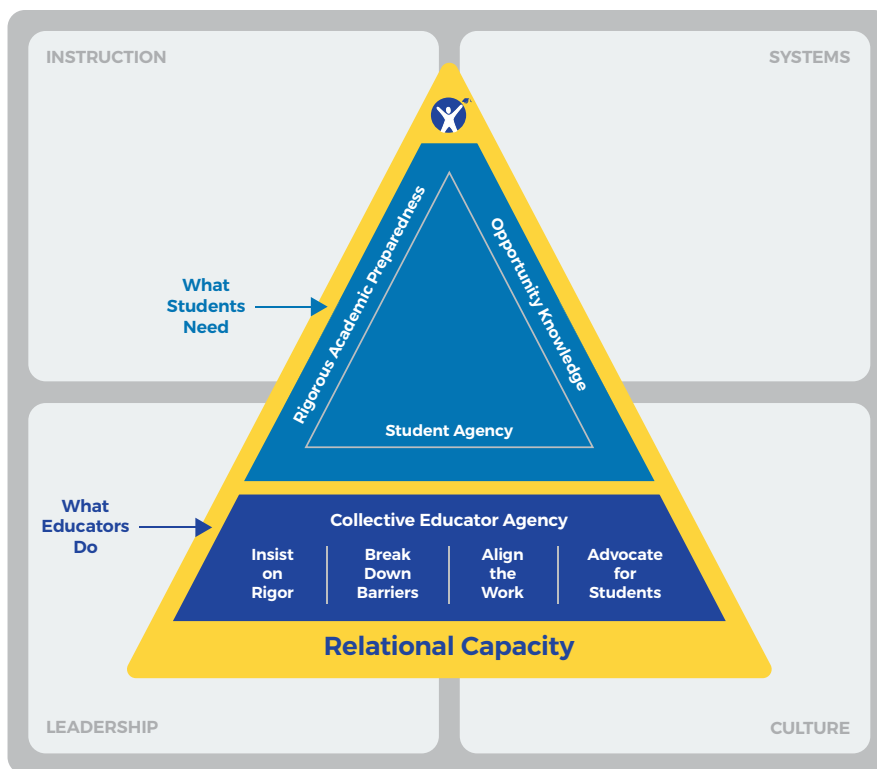 INSTRUCTION
SYSTEMS
Rigorous Academic Preparedness
Opportunity Knowledge
What
Students
Need
Student Agency
What
Educators
Do
Collective Educator Agency
Insist
on
Rigor
Break
Down
Barriers
Align
the
Work
Advocate
for
Students
Relational Capacity
LEADERSHIP
CULTURE